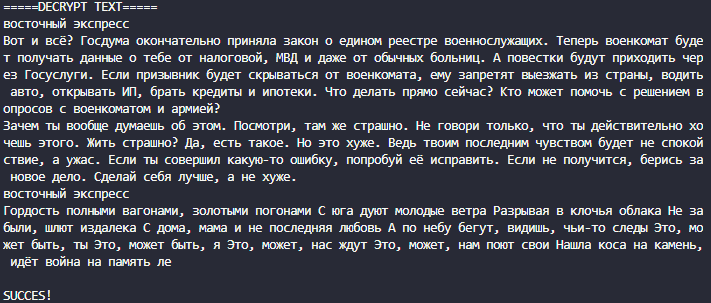 =====DECRYPT TEXT=====
восточный экспресс
Вот и всё? Госдума окончательно приняла закон о едином реестре военнослужащих. Теперь военкомат буде
т получать данные о тебе от налоговой, МВД и даже от обычных больниц. А повестки будут приходить чер
ез Госуслуги. Если призывник будет скрываться от военкомата, ему запретят выезжать из страны, водить
 авто, открывать ИП, брать кредиты и ипотеки. Что делать прямо сейчас? Кто может помочь с решением в
опросов с военкоматом и армией?
Зачем ты вообще думаешь об этом. Посмотри, там же страшно. Не говори только, что ты действительно хо
чешь этого. Жить страшно? Да, есть такое. Но это хуже. Ведь твоим последним чувством будет не спокой
ствие, а ужас. Если ты совершил какую-то ошибку, попробуй её исправить. Если не получится, берись за
 новое дело. Сделай себя лучше, а не хуже.
восточный экспресс
Гордость полными вагонами, золотыми погонами С юга дуют молодые ветра Разрывая в клочья облака Не за
были, шлют издалека С дома, мама и не последняя любовь А по небу бегут, видишь, чьи-то следы Это, мо
жет быть, ты Это, может быть, я Это, может, нас ждут Это, может, нам поют свои Нашла коса на камень,
 идёт война на память ле
SUCCES!